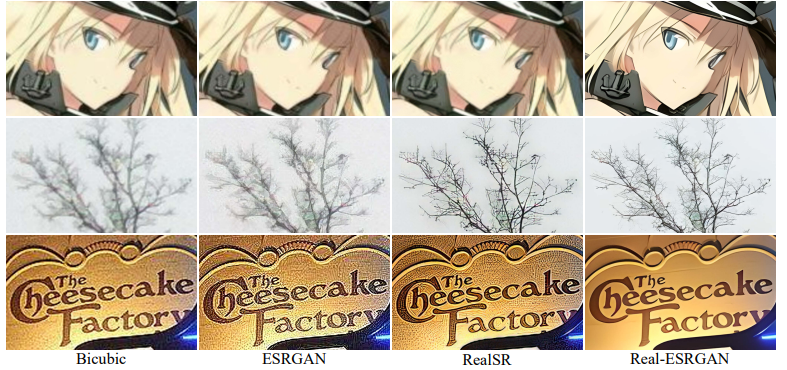 The
Cheesecake
Factory
The
Cheesecake
Factory
The
Cheesecake
Factory
The
Cheesecake
Factory
Bicubic
ESRGAN
RealSR
Real-ESRGAN